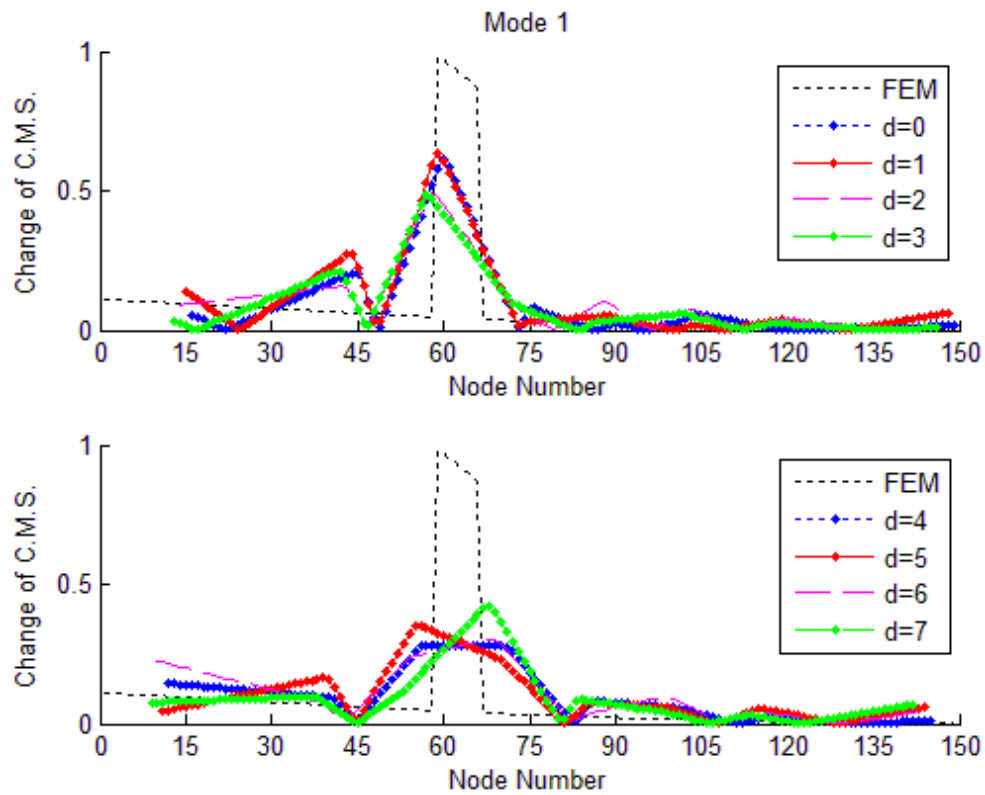 Mode 1
Change of C.M.S.
1
0.5
0
FEM
d=0
d=1
d=2
d=3
0 15 30 45 60 75 90 105 120 135 150
Node Number
Change of C.M.S.
1
0.5
0
FEM
d=4
d=5
d=6
d=7
0 15 30 45 60 75 90 105 120 135 150
Node Number